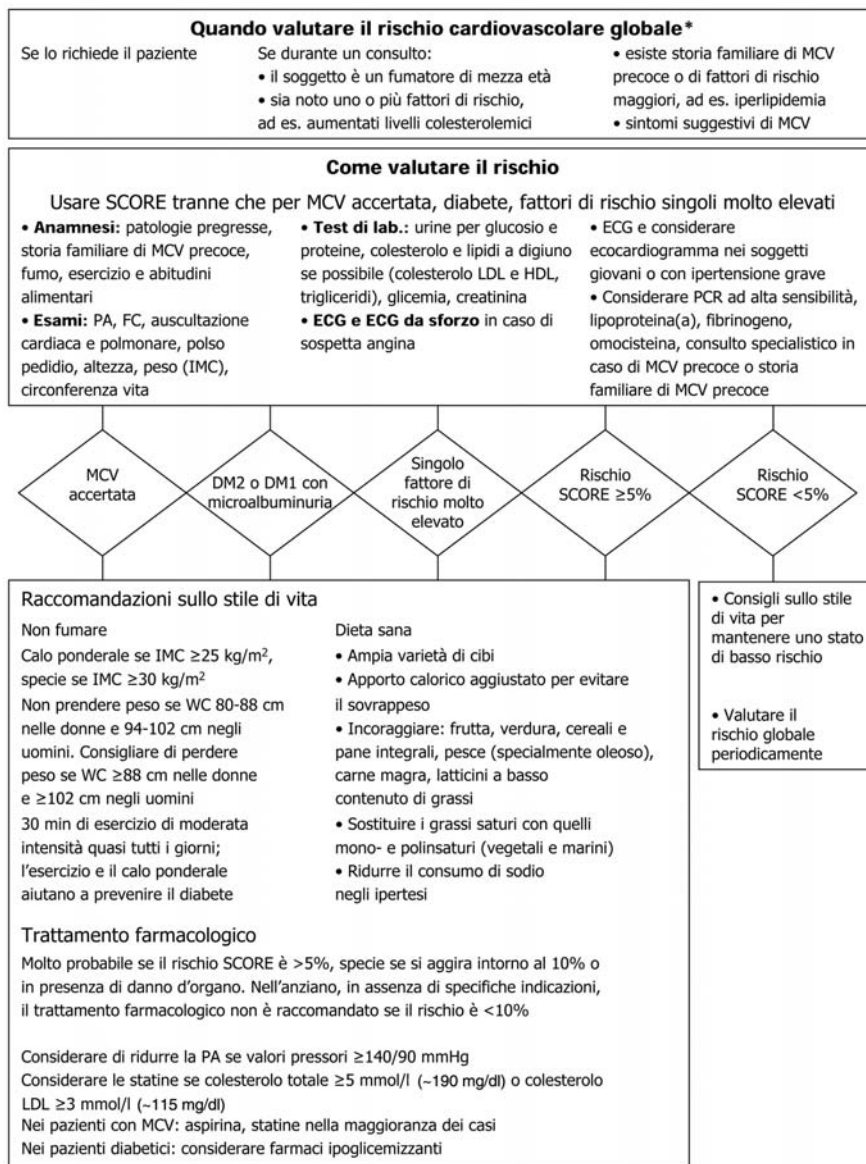 Quando valutare il rischio cardiovascolare globale*
Se lo richiede il paziente
Se durante un consulto:
• il soggetto è un fumatore di mezza età
• sia noto uno o più fattori di rischio,
ad es. aumentati livelli colesterolemici
• esiste storia familiare di MCV
precoce o di fattori di rischio
maggiori, ad es. iperlipidemia
• sintomi suggestivi di MCV
Come valutare il rischio
Usare SCORE tranne che per MCV accertata, diabete, fattori di rischio singoli molto elevati
• Anamnesi: patologie pregresse,
storia familiare di MCV precoce,
fumo, esercizio e abitudini
alimentari
• Esami: PA, FC, auscultazione
cardiaca e polmonare, polso
pedidio, altezza, peso (IMC),
circonferenza vita
• Test di lab.: urine per glucosio e
proteine, colesterolo e lipidi a digiuno
se possibile (colesterolo LDL e HDL,
trigliceridi), glicemia, creatinina
• ECG e ECG da sforzo in caso di
sospetta angina
• ECG e considerare
ecocardiogramma nei soggetti
giovani o con ipertensione grave
• Considerare PCR ad alta sensibilità,
lipoproteina(a), fibrinogeno,
omocisteina, consulto specialistico in
caso di MCV precoce o storia
familiare di MCV precoce
MCV
accertata
DM2 o DM1 con
microalbuminuria
Singolo
fattore di
rischio molto
elevato
Rischio
SCORE ≥5%
Rischio
SCORE <5%
Raccomandazioni sullo stile di vita
Non fumare
Calo ponderale se IMC ≥25 kg/m²,
specie se IMC ≥30 kg/m²
Non prendere peso se WC 80-88 cm
nelle donne e 94-102 cm negli
uomini. Consigliare di perdere
peso se WC ≥88 cm nelle donne
e ≥102 cm negli uomini
30 min di esercizio di moderata
intensità quasi tutti i giorni;
l'esercizio e il calo ponderale
aiutano a prevenire il diabete
Dieta sana
• Ampia varietà di cibi
• Apporto calorico aggiustato per evitare
il sovrappeso
• Incoraggiare: frutta, verdura, cereali e
pane integrali, pesce (specialmente oleoso),
carne magra, latticini a basso
contenuto di grassi
• Sostituire i grassi saturi con quelli
mono- e polinsaturi (vegetali e marini)
• Ridurre il consumo di sodio
negli ipertesi
Trattamento farmacologico
Molto probabile se il rischio SCORE è >5%, specie se si aggira intorno al 10% o
in presenza di danno d'organo. Nell'anziano, in assenza di specifiche indicazioni,
il trattamento farmacologico non è raccomandato se il rischio è <10%
Considerare di ridurre la PA se valori pressori ≥140/90 mmHg
Considerare le statine se colesterolo totale ≥5 mmol/l (~190 mg/dl) o colesterolo
LDL ≥3 mmol/l (~115 mg/dl)
Nei pazienti con MCV: aspirina, statine nella maggioranza dei casi
Nei pazienti diabetici: considerare farmaci ipoglicemizzanti
• Consigli sullo stile
di vita per
mantenere uno stato
di basso rischio
• Valutare il
rischio globale
periodicamente